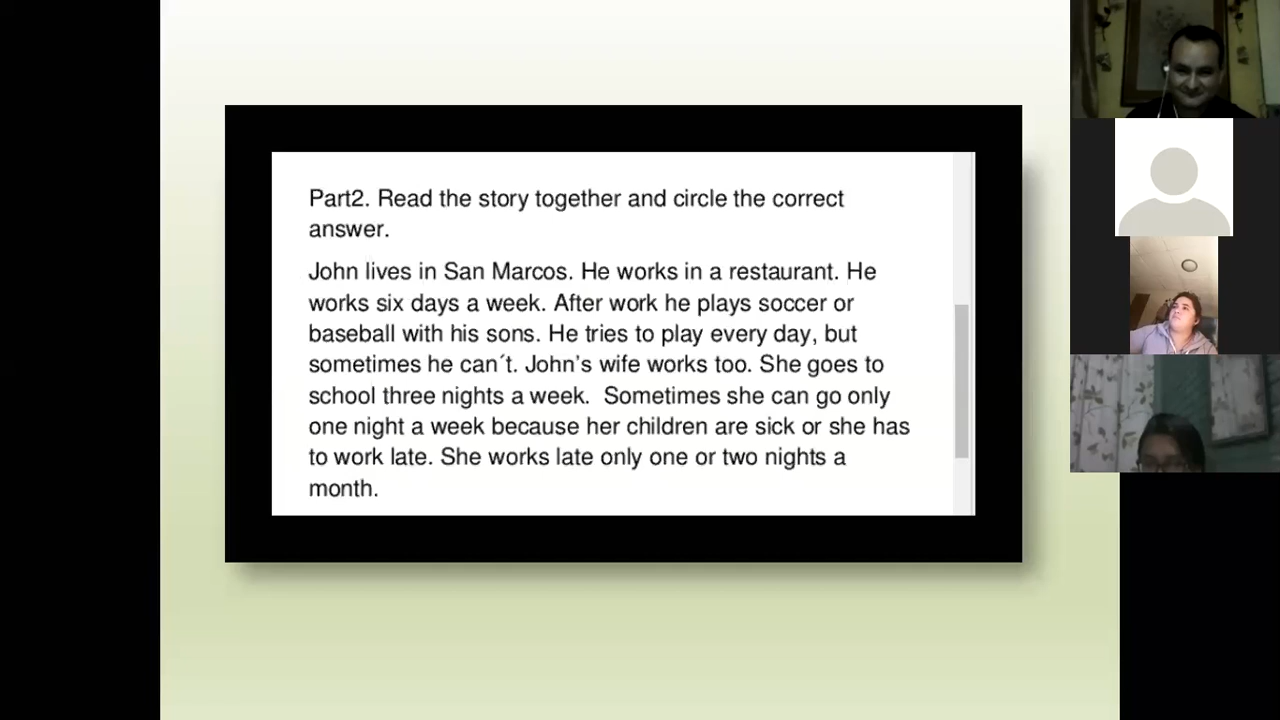 Part2. Read the story together and circle the correct
answer.
John lives in San Marcos. He works in a restaurant. He
works six days a week. After work he plays soccer or
baseball with his sons. He tries to play every day, but
sometimes he can´t. John’s wife works too. She goes to
school three nights a week.  Sometimes she can go only
one night a week because her children are sick or she has
to work late. She works late only one or two nights a
month.